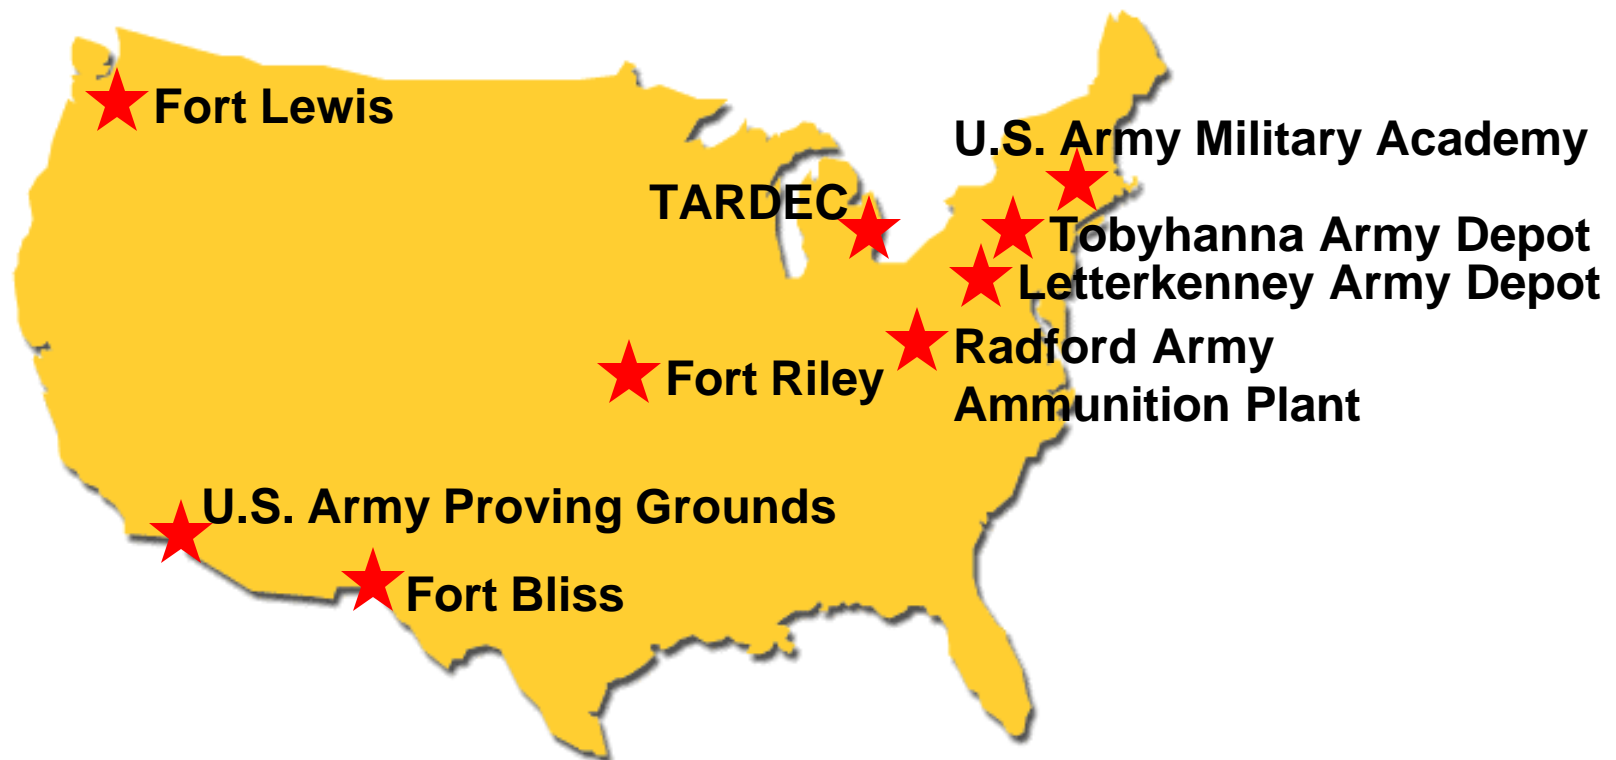 Fort Lewis
U.S. Army Military Academy
TARDEC
Tobyhanna Army Depot
Letterkenney Army Depot
Radford Army
Ammunition Plant
Fort Riley
U.S. Army Proving Grounds
Fort Bliss